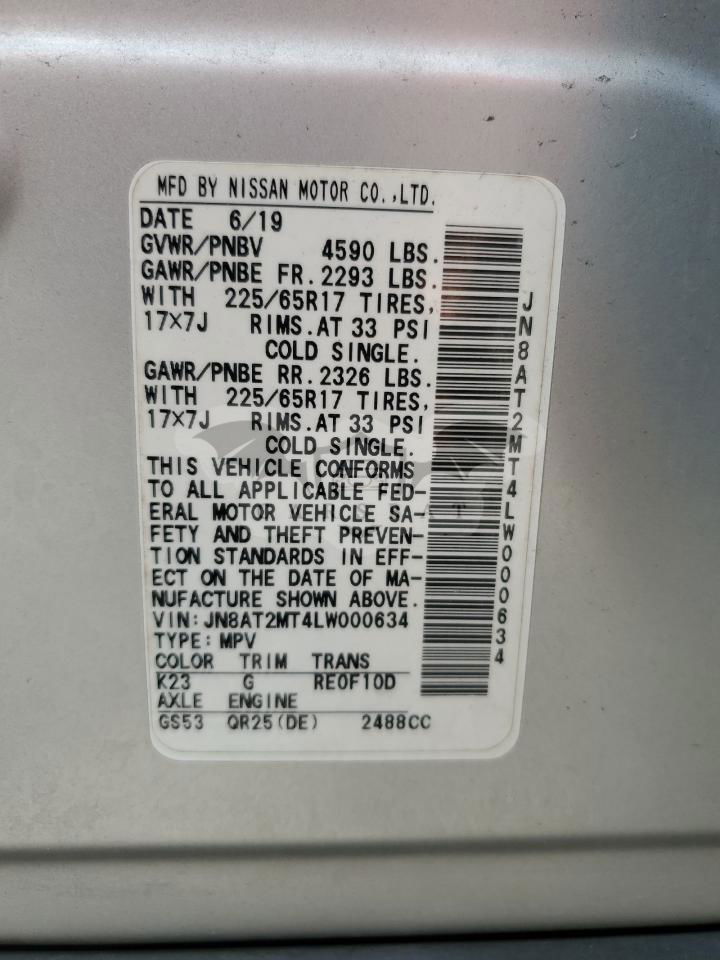 MFD BY NISSAN MOTOR CO.,LTD.
DATE 6/19
GVWR/PNBV 4590 LBS.
GAWR/PNBE FR.2293 LBS.
WITH 225/65R17 TIRES,
17×7J RIMS.AT 33 PSI
COLD SINGLE.
GAWR/PNBE RR.2326 LBS.
WITH 225/65R17 TIRES,
17×7J RIMS.AT 33 PSI
COLD SINGLE.
THIS VEHICLE CONFORMS
TO ALL APPLICABLE FED-
ERAL MOTOR VEHICLE SA-
FETY AND THEFT PREVEN-
TION STANDARDS IN EFF-
ECT ON THE DATE OF MA-
NUFACTURE SHOWN ABOVE.
VIN: JN8AT2MT4LW000634
TYPE: MPV
COLOR TRIM TRANS
K23 G RE0F10D
AXLE ENGINE
GS53 QR25(DE) 2488CC
JN8AT2MT4LW000634